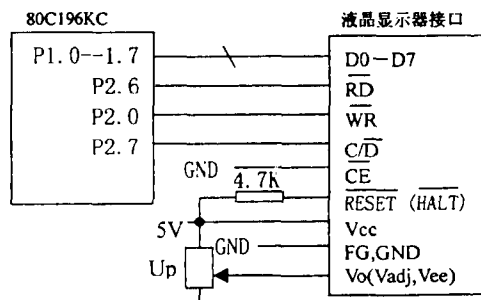 80C196KC
液晶显示器接口
P1.0--1.7
D0－D7
P2.6
RD
P2.0
WR
P2.7
C/D
GND
CE
4.7K
RESET (HALT)
5V
Vcc
GND
FG,GND
Up
Vo(Vadj,Vee)